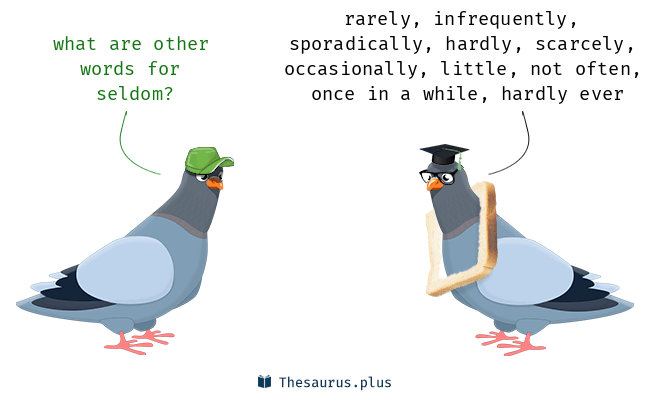 what are other
words for
seldom?
rarely, infrequently,
sporadically, hardly, scarcely,
occasionally, little, not often,
once in a while, hardly ever
Thesaurus.plus